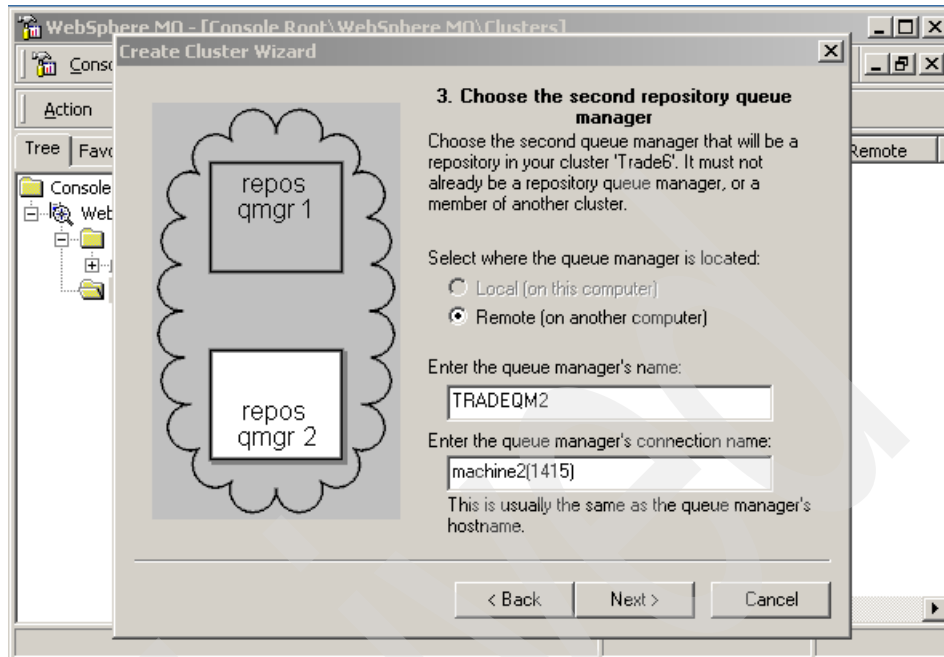 WebSphere MQ - [Console Root\WebSphere MQ\Clusters]
Create Cluster Wizard
Action
Tree
Remote
Console
repos
qmgr 1
repos
qmgr 2
3. Choose the second repository queue
manager
Choose the second queue manager that will be a
repository in your cluster 'Trade6'. It must not
already be a repository queue manager, or a
member of another cluster.
Select where the queue manager is located:
Local (on this computer)
Remote (on another computer)
Enter the queue manager's name:
TRADEQM2
Enter the queue manager's connection name:
machine2(1415)
This is usually the same as the queue manager's
hostname.
< Back
Next >
Cancel